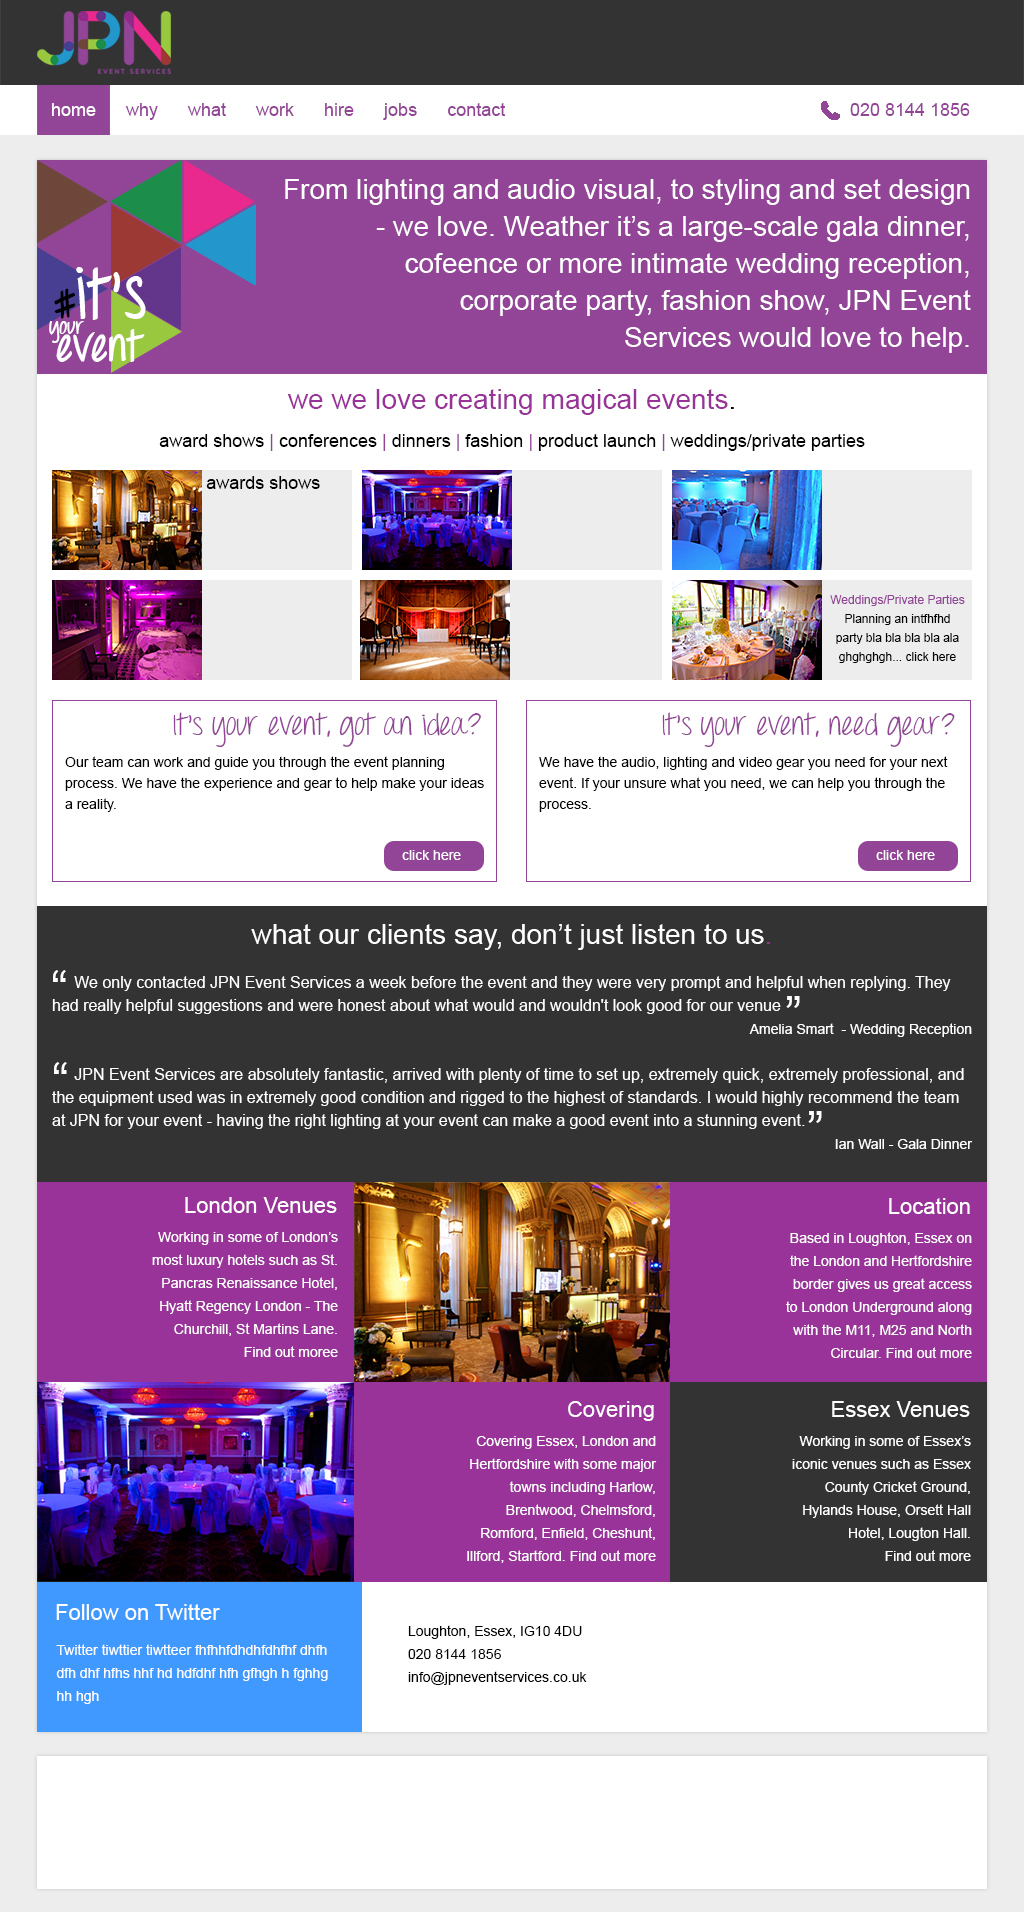 JPN
EVENT SERVICES
home why what work hire jobs contact 020 8144 1856
#it's
your
event
From lighting and audio visual, to styling and set design
- we love. Weather it’s a large-scale gala dinner,
cofeence or more intimate wedding reception,
corporate party, fashion show, JPN Event
Services would love to help.
we we love creating magical events.
award shows | conferences | dinners | fashion | product launch | weddings/private parties
awards shows
Weddings/Private Parties
Planning an intfhfhd
party bla bla bla bla ala
ghghghgh... click here
It's your event, got an idea?
Our team can work and guide you through the event planning
process. We have the experience and gear to help make your ideas
a reality.
click here
It's your event, need gear?
We have the audio, lighting and video gear you need for your next
event. If your unsure what you need, we can help you through the
process.
click here
what our clients say, don’t just listen to us.
“ We only contacted JPN Event Services a week before the event and they were very prompt and helpful when replying. They
had really helpful suggestions and were honest about what would and wouldn't look good for our venue ”
Amelia Smart - Wedding Reception
“ JPN Event Services are absolutely fantastic, arrived with plenty of time to set up, extremely quick, extremely professional, and
the equipment used was in extremely good condition and rigged to the highest of standards. I would highly recommend the team
at JPN for your event - having the right lighting at your event can make a good event into a stunning event. ”
Ian Wall - Gala Dinner
London Venues
Working in some of London’s
most luxury hotels such as St.
Pancras Renaissance Hotel,
Hyatt Regency London - The
Churchill, St Martins Lane.
Find out moree
Location
Based in Loughton, Essex on
the London and Hertfordshire
border gives us great access
to London Underground along
with the M11, M25 and North
Circular. Find out more
Covering
Covering Essex, London and
Hertfordshire with some major
towns including Harlow,
Brentwood, Chelmsford,
Romford, Enfield, Cheshunt,
Illford, Startford. Find out more
Essex Venues
Working in some of Essex’s
iconic venues such as Essex
County Cricket Ground,
Hylands House, Orsett Hall
Hotel, Lougton Hall.
Find out more
Follow on Twitter
Twitter tiwttier tiwtteer fhfhhfdhdhfdhfhf dhfh
dfh dhf hfhs hhf hd hdfdhf hfh gfhgh h fghhg
hh hgh
Loughton, Essex, IG10 4DU
020 8144 1856
info@jpneventservices.co.uk